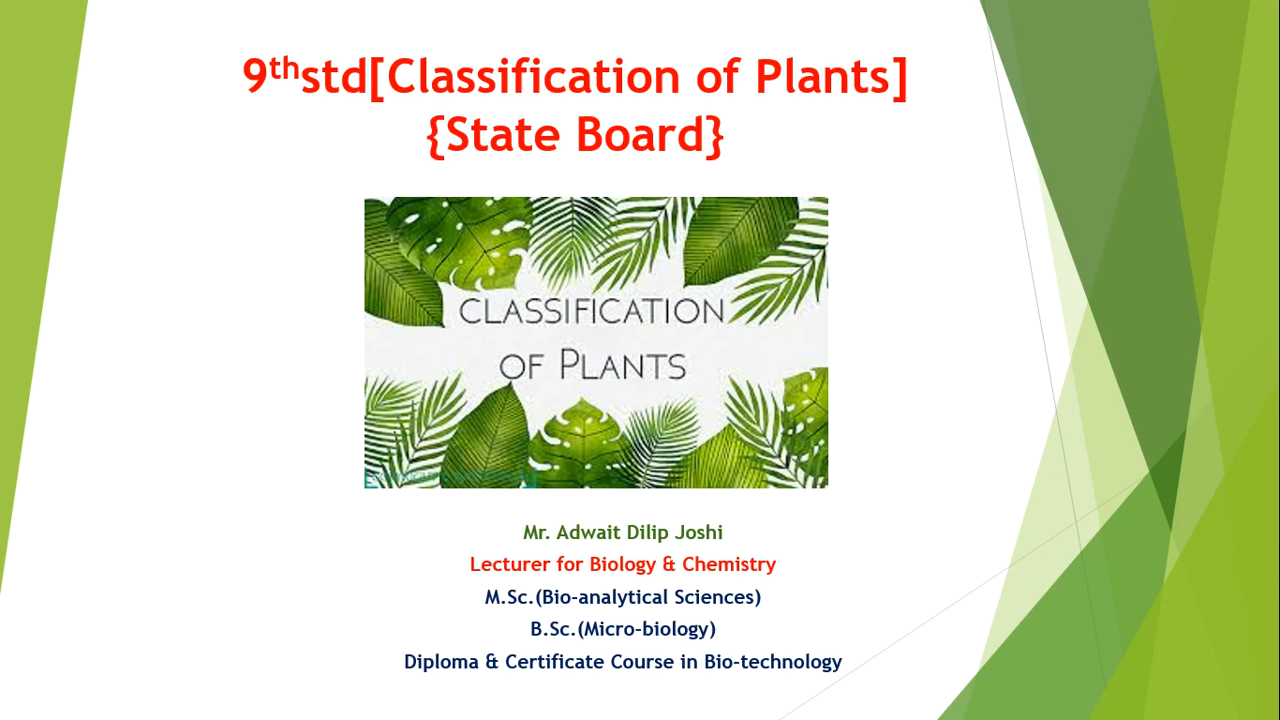 9thstd[Classification of Plants]
{State Board}
CLASSIFICATION
OF PLANTS
Mr. Adwait Dilip Joshi
Lecturer for Biology & Chemistry
M.Sc.(Bio-analytical Sciences)
B.Sc.(Micro-biology)
Diploma & Certificate Course in Bio-technology